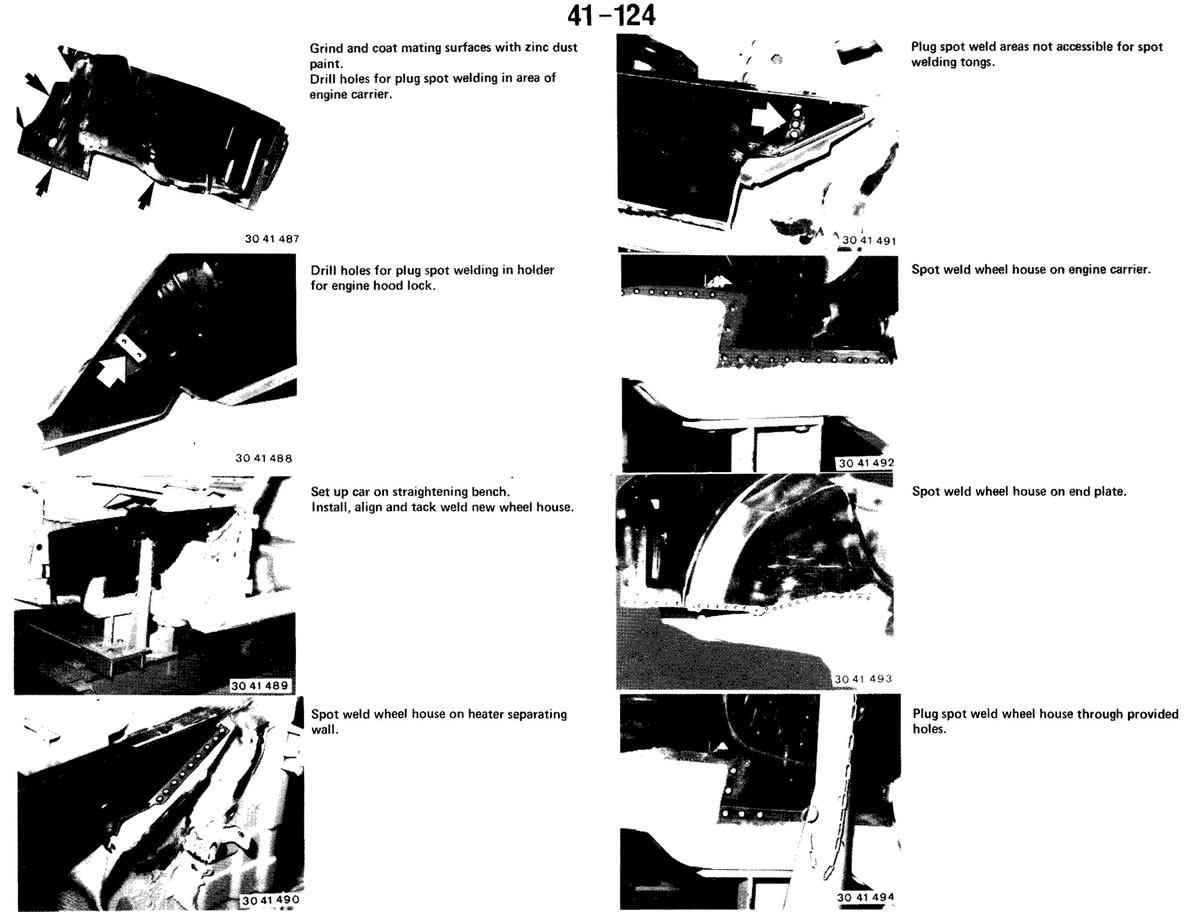 41-124
Grind and coat mating surfaces with zinc dust
paint.
Drill holes for plug spot welding in area of
engine carrier.
30 41 487
Drill holes for plug spot welding in holder
for engine hood lock.
30 41 488
Set up car on straightening bench.
Install, align and tack weld new wheel house.
30 41 489
Spot weld wheel house on heater separating
wall.
30 41 490
Plug spot weld areas not accessible for spot
welding tongs.
30 41 491
Spot weld wheel house on engine carrier.
30 41 492
Spot weld wheel house on end plate.
30 41 493
Plug spot weld wheel house through provided
holes.
30 41 494